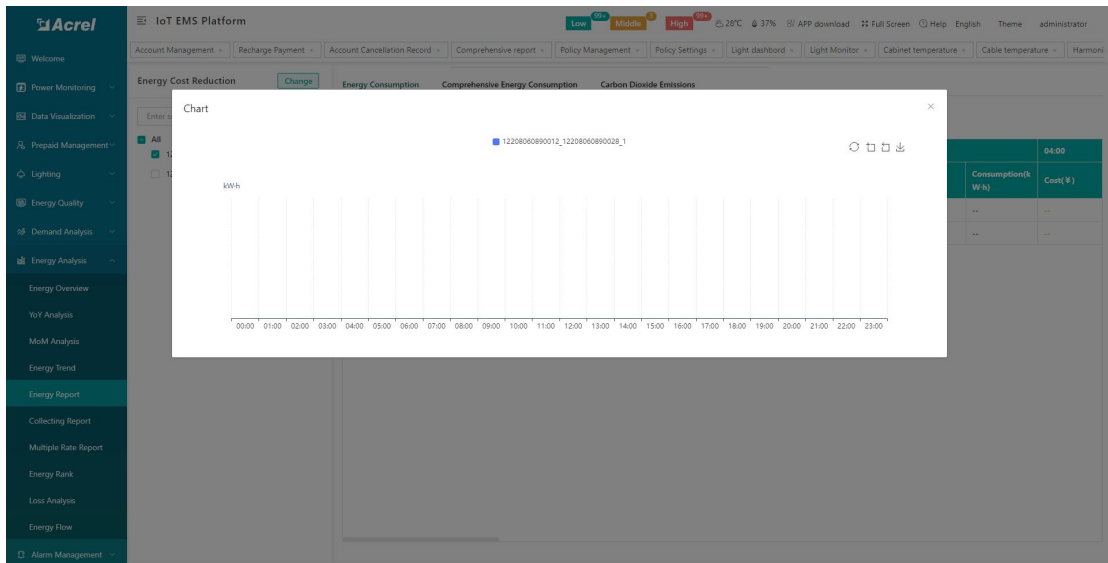 Acrel
IoT EMS Platform
Low 99+ Middle 3 High 99+ 28℃ 37% APP download Full Screen Help English Theme administrator
Account Management Recharge Payment Account Cancellation Record Comprehensive report Policy Management Policy Settings Light dashbord Light Monitor Cabinet temperature Cable temperature Harmoni
Welcome
Power Monitoring
Data Visualization
Prepaid Management
Lighting
Energy Quality
Demand Analysis
Energy Analysis
Energy Overview
YoY Analysis
MoM Analysis
Energy Trend
Energy Report
Collecting Report
Multiple Rate Report
Energy Rank
Loss Analysis
Energy Flow
Alarm Management
Energy Cost Reduction Change
Energy Consumption Comprehensive Energy Consumption Carbon Dioxide Emissions
Enter
All
Chart
12208060890012_12208060890028_1
kW·h
00:00 01:00 02:00 03:00 04:00 05:00 06:00 07:00 08:00 09:00 10:00 11:00 12:00 13:00 14:00 15:00 16:00 17:00 18:00 19:00 20:00 21:00 22:00 23:00
04:00
Consumption(k
W·h)
Cost(¥)
-- --
-- --